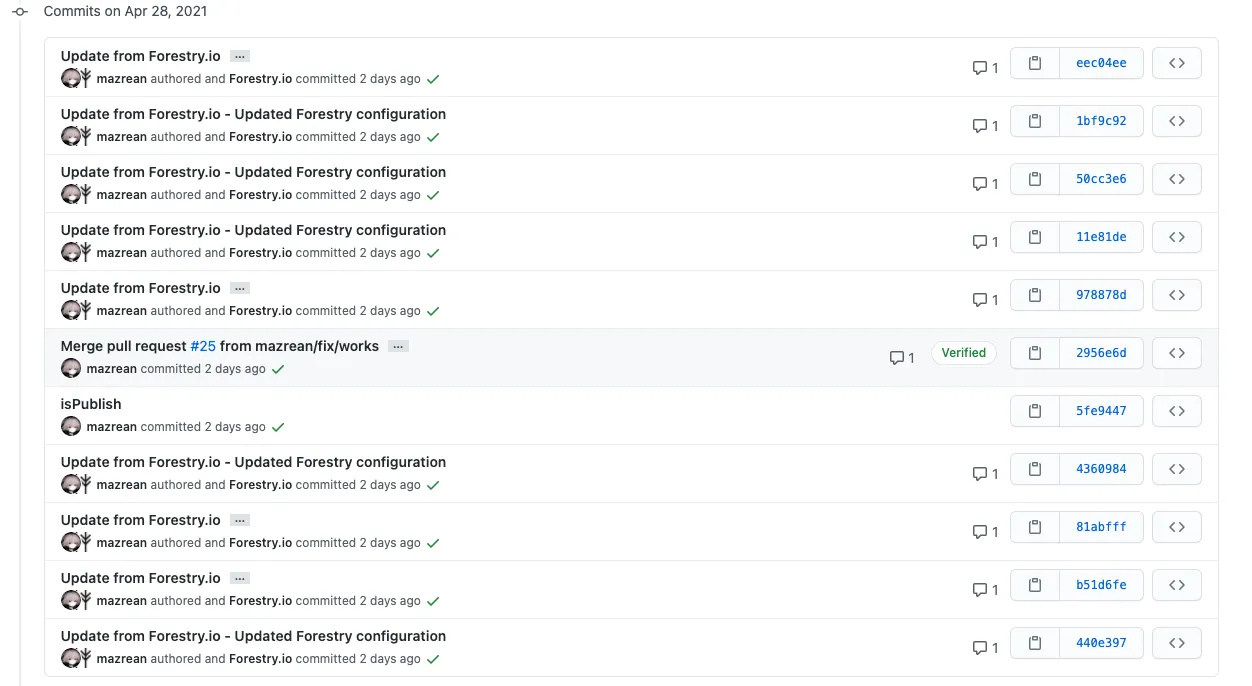 Commits on Apr 28, 2021
Update from Forestry.io ...
mazrean authored and Forestry.io committed 2 days ago
1
eec04ee
Update from Forestry.io - Updated Forestry configuration
mazrean authored and Forestry.io committed 2 days ago
1
1bf9c92
Update from Forestry.io - Updated Forestry configuration
mazrean authored and Forestry.io committed 2 days ago
1
50cc3e6
Update from Forestry.io - Updated Forestry configuration
mazrean authored and Forestry.io committed 2 days ago
1
11e81de
Update from Forestry.io ...
mazrean authored and Forestry.io committed 2 days ago
1
978878d
Merge pull request #25 from mazrean/fix/works ...
mazrean committed 2 days ago
1
Verified
2956e6d
isPublish
mazrean committed 2 days ago
5fe9447
Update from Forestry.io - Updated Forestry configuration
mazrean authored and Forestry.io committed 2 days ago
1
4360984
Update from Forestry.io ...
mazrean authored and Forestry.io committed 2 days ago
1
81abfff
Update from Forestry.io ...
mazrean authored and Forestry.io committed 2 days ago
1
b51d6fe
Update from Forestry.io - Updated Forestry configuration
mazrean authored and Forestry.io committed 2 days ago
1
440e397